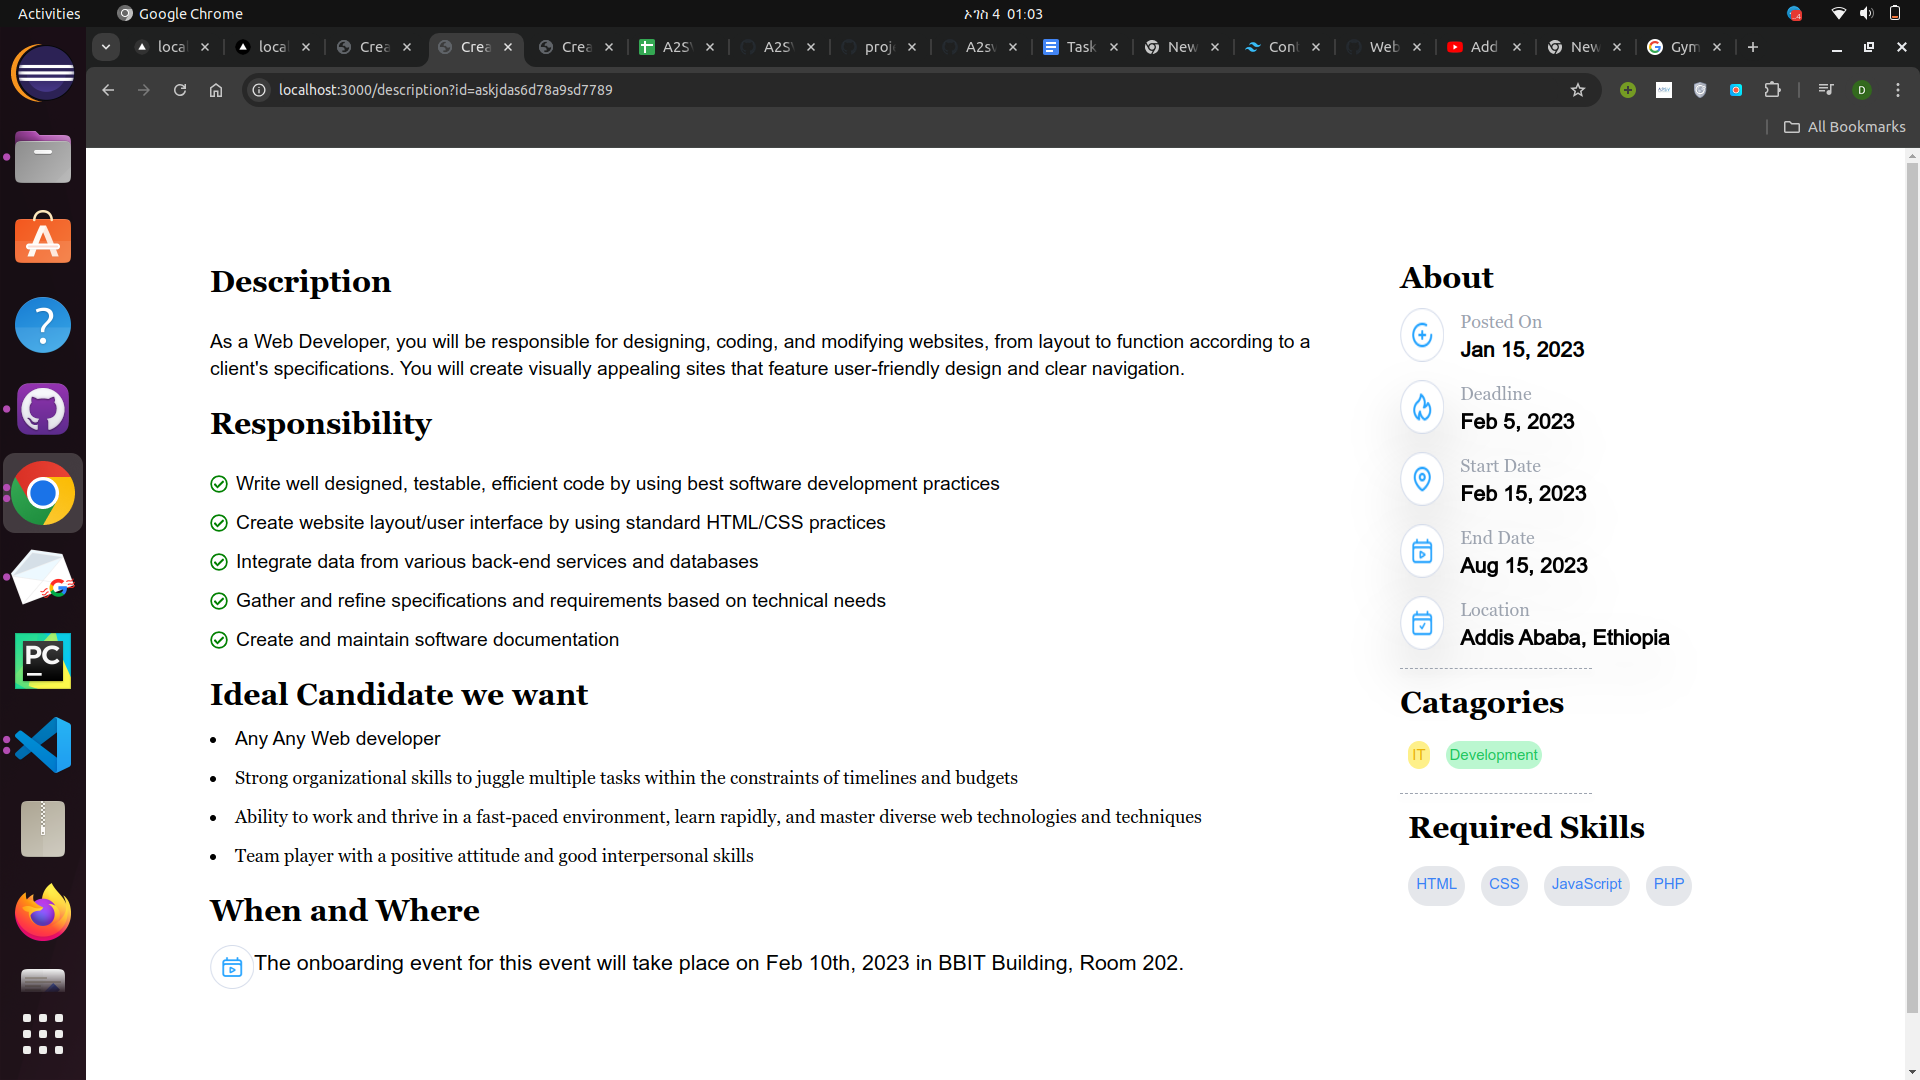 Activities
Google Chrome
ኦገስ 4 01:03
local
local
Crea
Crea
Crea
A2S
A2S
proj
A2sv
Task
New
Cont
Web
Add
New
Gym
localhost:3000/description?id=askjdas6d78a9sd7789
D
All Bookmarks
Description
As a Web Developer, you will be responsible for designing, coding, and modifying websites, from layout to function according to a
client's specifications. You will create visually appealing sites that feature user-friendly design and clear navigation.
Responsibility
Write well designed, testable, efficient code by using best software development practices
Create website layout/user interface by using standard HTML/CSS practices
Integrate data from various back-end services and databases
Gather and refine specifications and requirements based on technical needs
Create and maintain software documentation
Ideal Candidate we want
Any Any Web developer
Strong organizational skills to juggle multiple tasks within the constraints of timelines and budgets
Ability to work and thrive in a fast-paced environment, learn rapidly, and master diverse web technologies and techniques
Team player with a positive attitude and good interpersonal skills
When and Where
The onboarding event for this event will take place on Feb 10th, 2023 in BBIT Building, Room 202.
About
Posted On
Jan 15, 2023
Deadline
Feb 5, 2023
Start Date
Feb 15, 2023
End Date
Aug 15, 2023
Location
Addis Ababa, Ethiopia
Catagories
IT
Development
Required Skills
HTML
CSS
JavaScript
PHP
PC